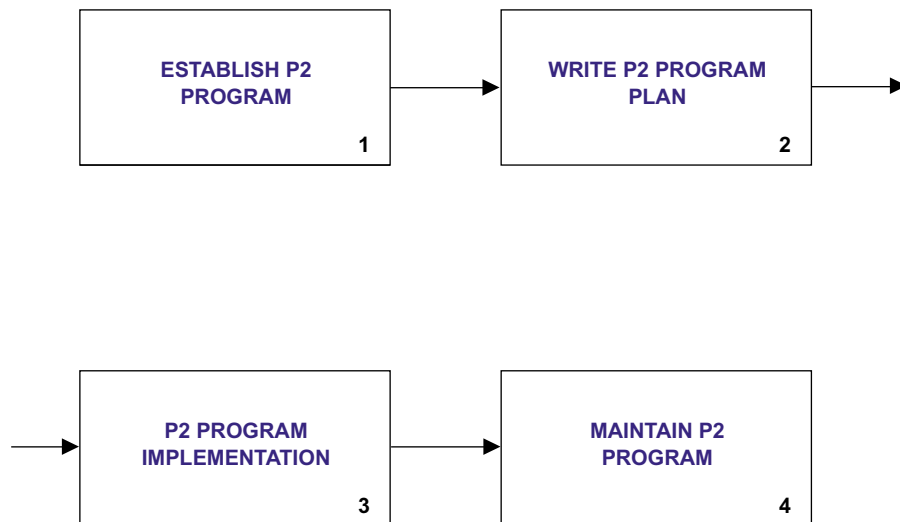 ESTABLISH P2
PROGRAM
1
WRITE P2 PROGRAM
PLAN
2
P2 PROGRAM
IMPLEMENTATION
3
MAINTAIN P2
PROGRAM
4